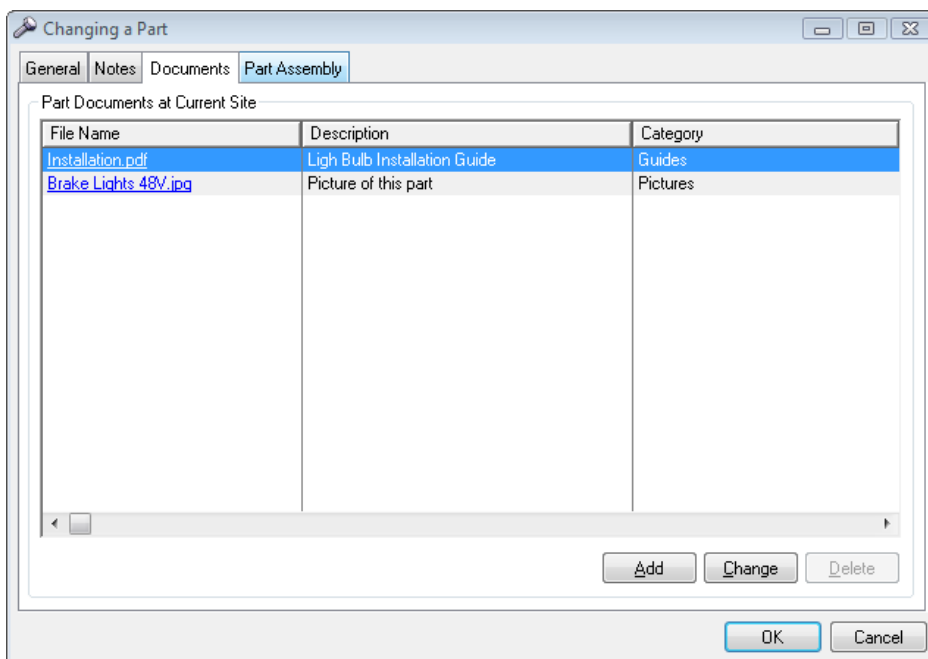 Changing a Part
General Notes Documents Part Assembly
Part Documents at Current Site
File Name Description Category
Installation.pdf Ligh Bulb Installation Guide Guides
Brake Lights 48V.jpg Picture of this part Pictures
Add Change Delete
OK Cancel